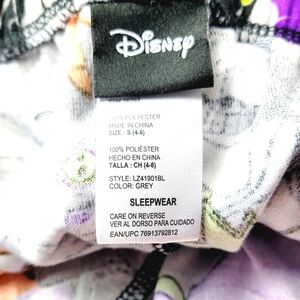 Disney
100% POLYESTER
MADE IN CHINA
SIZE : S (4-6)
100% POLIÉSTER
HECHO EN CHINA
TALLA : CH (4-6)
STYLE: LZ41901BL
COLOR: GREY
SLEEPWEAR
CARE ON REVERSE
VER AL DORSO PARA CUIDADO
EAN/UPC 76913792812